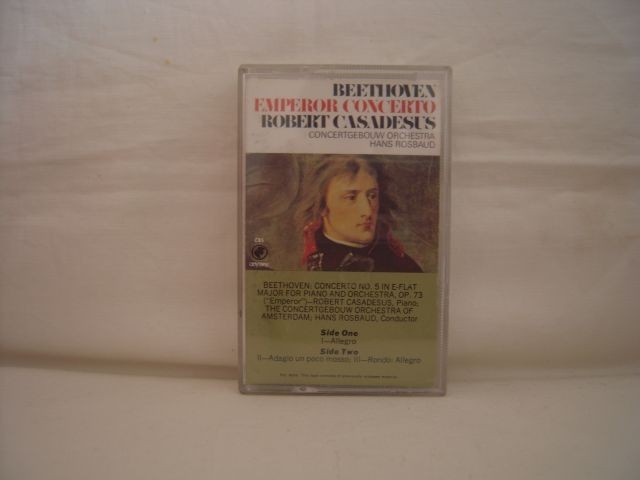 BEETHOVEN
EMPEROR CONCERTO
ROBERT CASADESUS
CONCERTGEBOUW ORCHESTRA
HANS ROSBAUD
CBS
BEETHOVEN: CONCERTO NO. 5 IN E-FLAT
MAJOR FOR PIANO AND ORCHESTRA, OP. 73
("Emperor")—ROBERT CASADESUS, Piano;
THE CONCERTGEBOUW ORCHESTRA OF
AMSTERDAM; HANS ROSBAUD, Conductor
Side One
I—Allegro
Side Two
II—Adagio un poco mosso; III—Rondo: Allegro